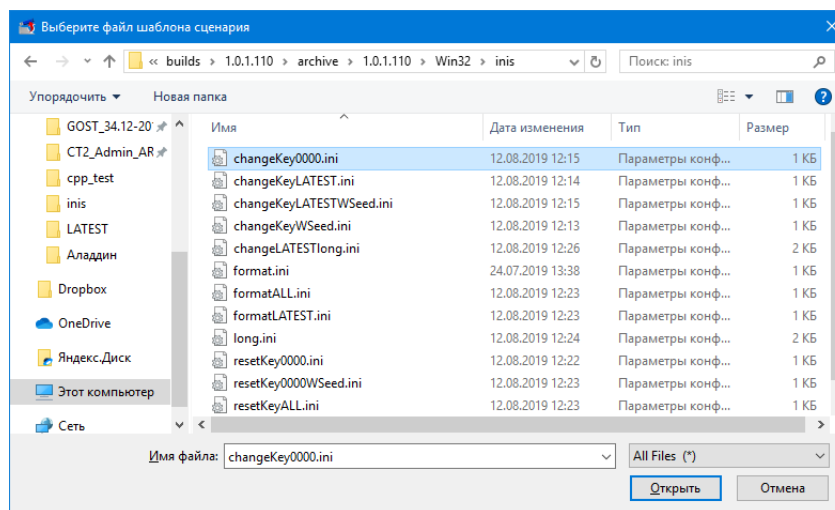 Выберите файл шаблона сценария
« builds > 1.0.1.110 > archive > 1.0.1.110 > Win32 > inis Поиск: inis
Упорядочить Новая папка
GOST_34.12-20
CT2_Admin_AR
cpp_test
inis
LATEST
Аладдин
Dropbox
OneDrive
Яндекс.Диск
Этот компьютер
Сеть
Имя Дата изменения Тип Размер
changeKey0000.ini 12.08.2019 12:15 Параметры конф... 1 КБ
changeKeyLATEST.ini 12.08.2019 12:14 Параметры конф... 1 КБ
changeKeyLATESTWSeed.ini 12.08.2019 12:15 Параметры конф... 1 КБ
changeKeyWSeed.ini 12.08.2019 12:13 Параметры конф... 1 КБ
changeLATESTlong.ini 12.08.2019 12:26 Параметры конф... 2 КБ
format.ini 24.07.2019 13:38 Параметры конф... 1 КБ
formatALL.ini 12.08.2019 12:23 Параметры конф... 1 КБ
formatLATEST.ini 12.08.2019 12:23 Параметры конф... 1 КБ
long.ini 12.08.2019 12:24 Параметры конф... 2 КБ
resetKey0000.ini 12.08.2019 12:22 Параметры конф... 1 КБ
resetKey0000WSeed.ini 12.08.2019 12:23 Параметры конф... 1 КБ
resetKeyALL.ini 12.08.2019 12:23 Параметры конф... 1 КБ
Имя файла: changeKey0000.ini All Files (*)
Открыть Отмена